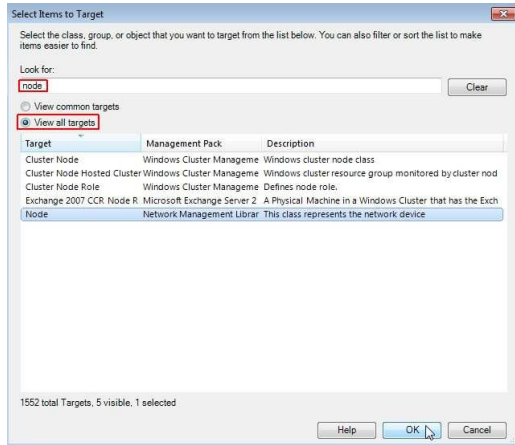 Select Items to Target
Select the class, group, or object that you want to target from the list below. You can also filter or sort the list to make
items easier to find.
Look for:
node
Clear
View common targets
View all targets
Target Management Pack Description
Cluster Node Windows Cluster Manageme Windows cluster node class
Cluster Node Hosted Cluster Windows Cluster Manageme Windows cluster resource group monitored by cluster nod
Cluster Node Role Windows Cluster Manageme Defines node role.
Exchange 2007 CCR Node R Microsoft Exchange Server 2 A Physical Machine in a Windows Cluster that has the Exch
Node Network Management Librar This class represents the network device
1552 total Targets, 5 visible, 1 selected
Help OK Cancel